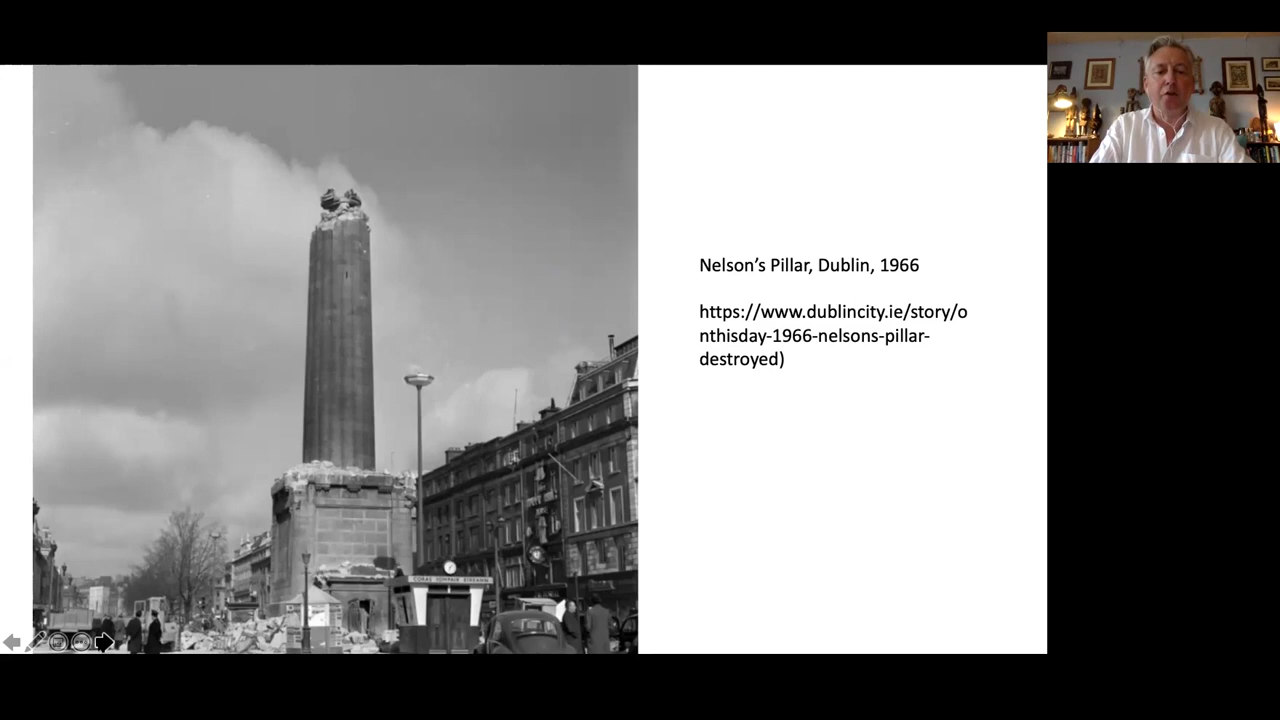 Nelson’s Pillar, Dublin, 1966
https://www.dublincity.ie/story/o
nthisday-1966-nelsons-pillar-
destroyed)
CORAS IOMPAIR EIREANN